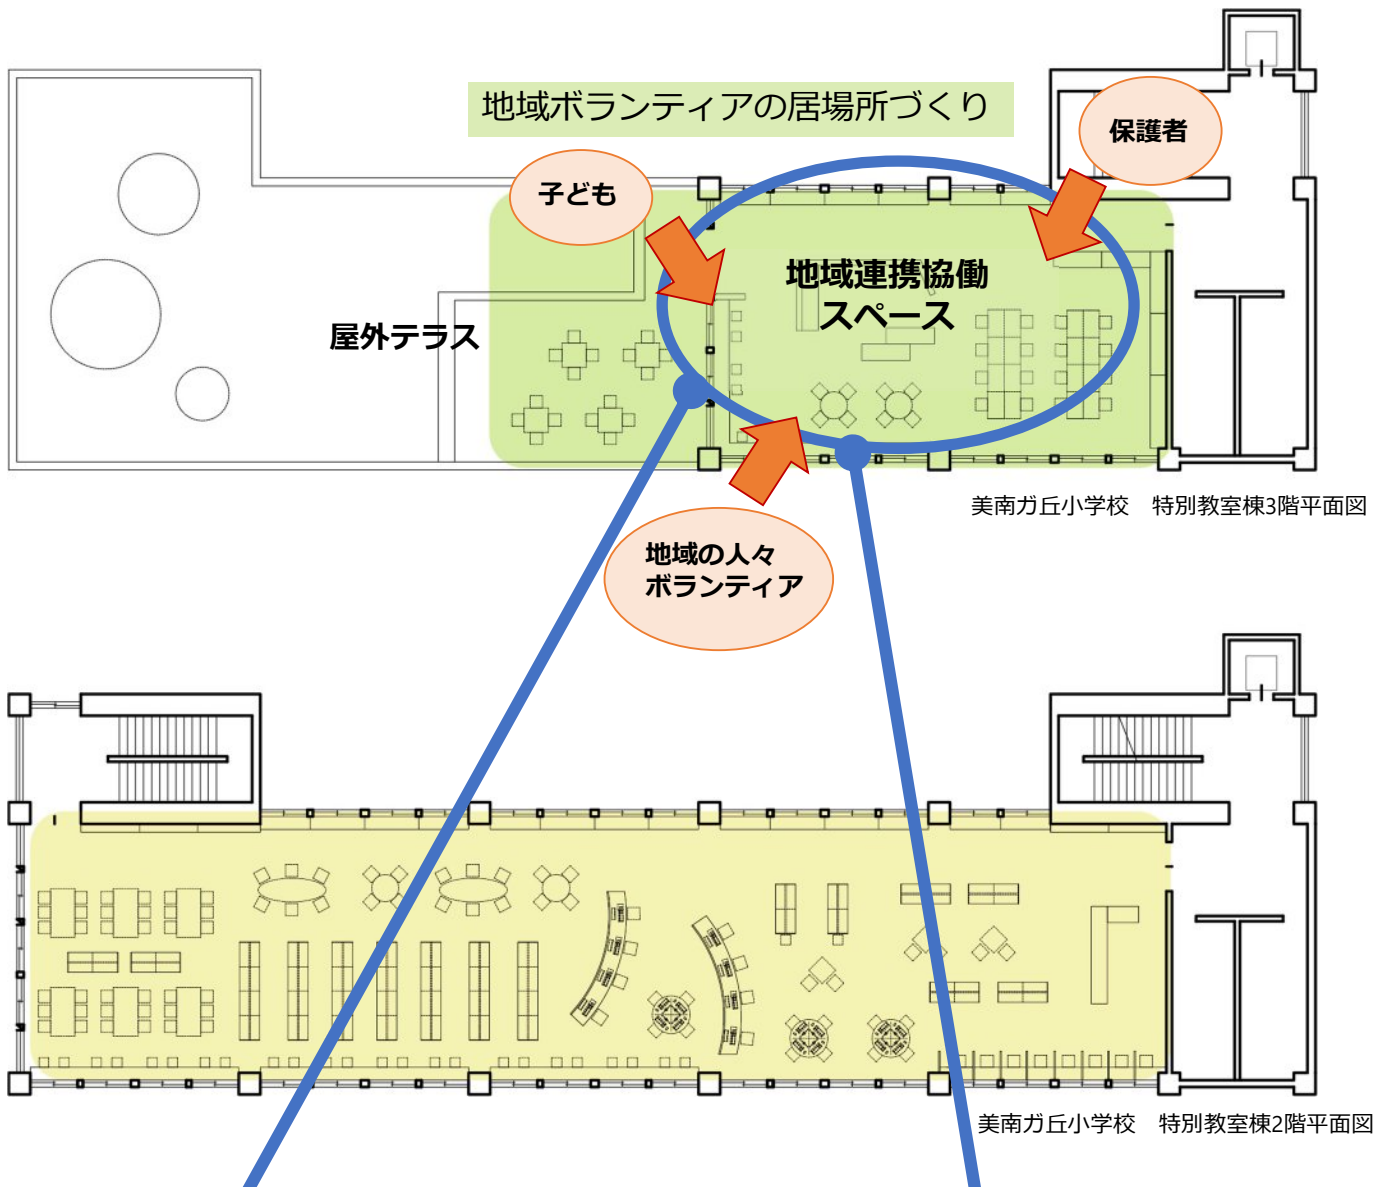 地域ボランティアの居場所づくり
保護者
子ども
地域連携協働
スペース
屋外テラス
美南ガ丘小学校　特別教室棟3階平面図
地域の人々
ボランティア
美南ガ丘小学校　特別教室棟2階平面図